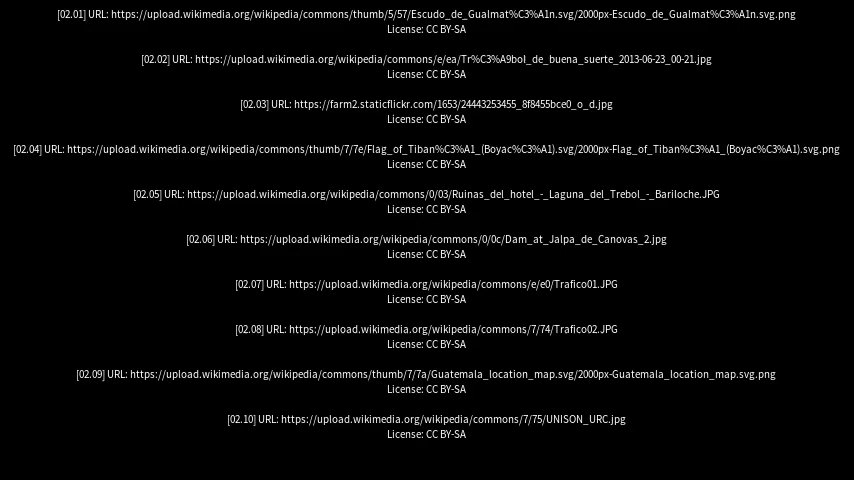 [02.01] URL: https://upload.wikimedia.org/wikipedia/commons/thumb/5/57/Escudo_de_Gualmat%C3%A1n.svg/2000px-Escudo_de_Gualmat%C3%A1n.svg.png
License: CC BY-SA
[02.02] URL: https://upload.wikimedia.org/wikipedia/commons/e/ea/Tr%C3%A9bol_de_buena_suerte_2013-06-23_00-21.jpg
License: CC BY-SA
[02.03] URL: https://farm2.staticflickr.com/1653/24443253455_8f8455bce0_o_d.jpg
License: CC BY-SA
[02.04] URL: https://upload.wikimedia.org/wikipedia/commons/thumb/7/7e/Flag_of_Tiban%C3%A1_(Boyac%C3%A1).svg/2000px-Flag_of_Tiban%C3%A1_(Boyac%C3%A1).svg.png
License: CC BY-SA
[02.05] URL: https://upload.wikimedia.org/wikipedia/commons/0/03/Ruinas_del_hotel_-_Laguna_del_Trebol_-_Bariloche.JPG
License: CC BY-SA
[02.06] URL: https://upload.wikimedia.org/wikipedia/commons/0/0c/Dam_at_Jalpa_de_Canovas_2.jpg
License: CC BY-SA
[02.07] URL: https://upload.wikimedia.org/wikipedia/commons/e/e0/Trafico01.JPG
License: CC BY-SA
[02.08] URL: https://upload.wikimedia.org/wikipedia/commons/7/74/Trafico02.JPG
License: CC BY-SA
[02.09] URL: https://upload.wikimedia.org/wikipedia/commons/thumb/7/7a/Guatemala_location_map.svg/2000px-Guatemala_location_map.svg.png
License: CC BY-SA
[02.10] URL: https://upload.wikimedia.org/wikipedia/commons/7/75/UNISON_URC.jpg
License: CC BY-SA